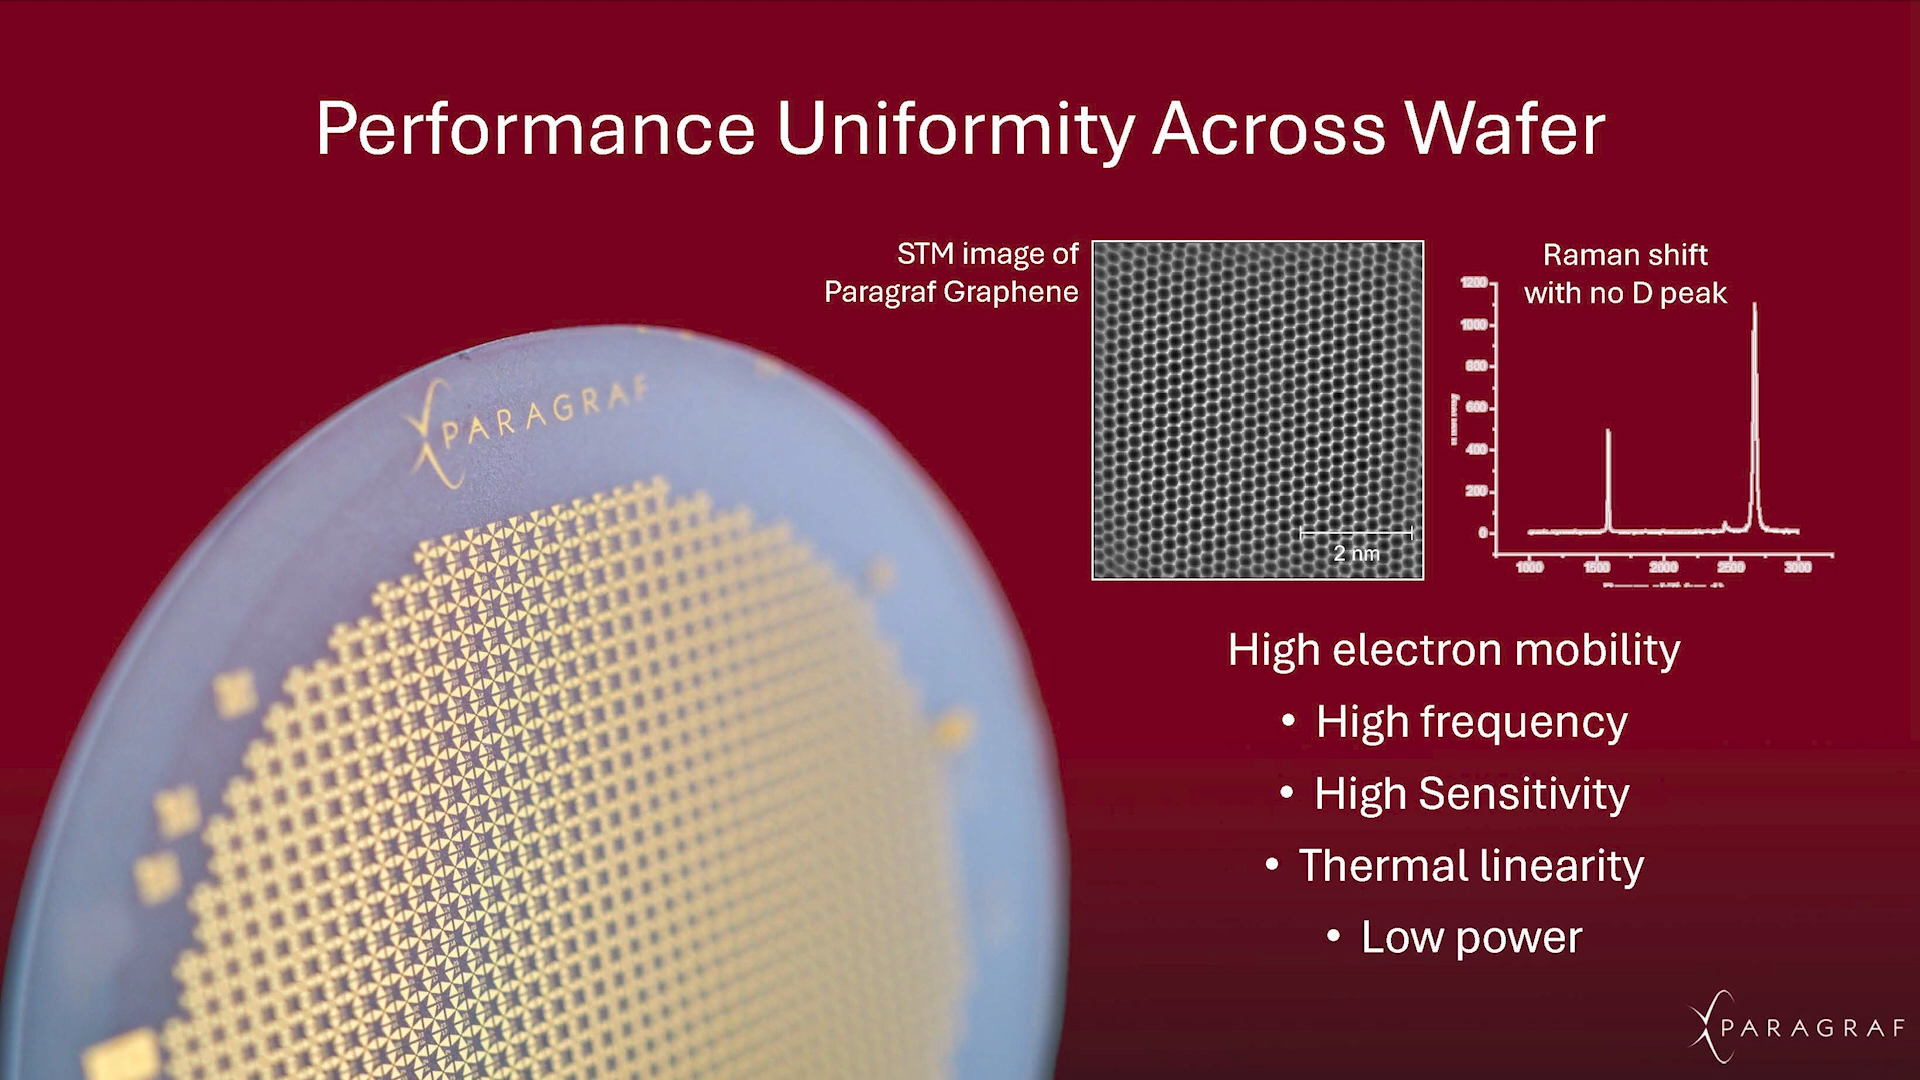 Performance Uniformity Across Wafer
STM image of
Paragraf Graphene
2 nm
Raman shift
with no D peak
1200
1000
800
600
400
200
0
1000
1500
2000
2500
3000
PARAGRAF
High electron mobility
• High frequency
• High Sensitivity
• Thermal linearity
• Low power
PARAGRAF